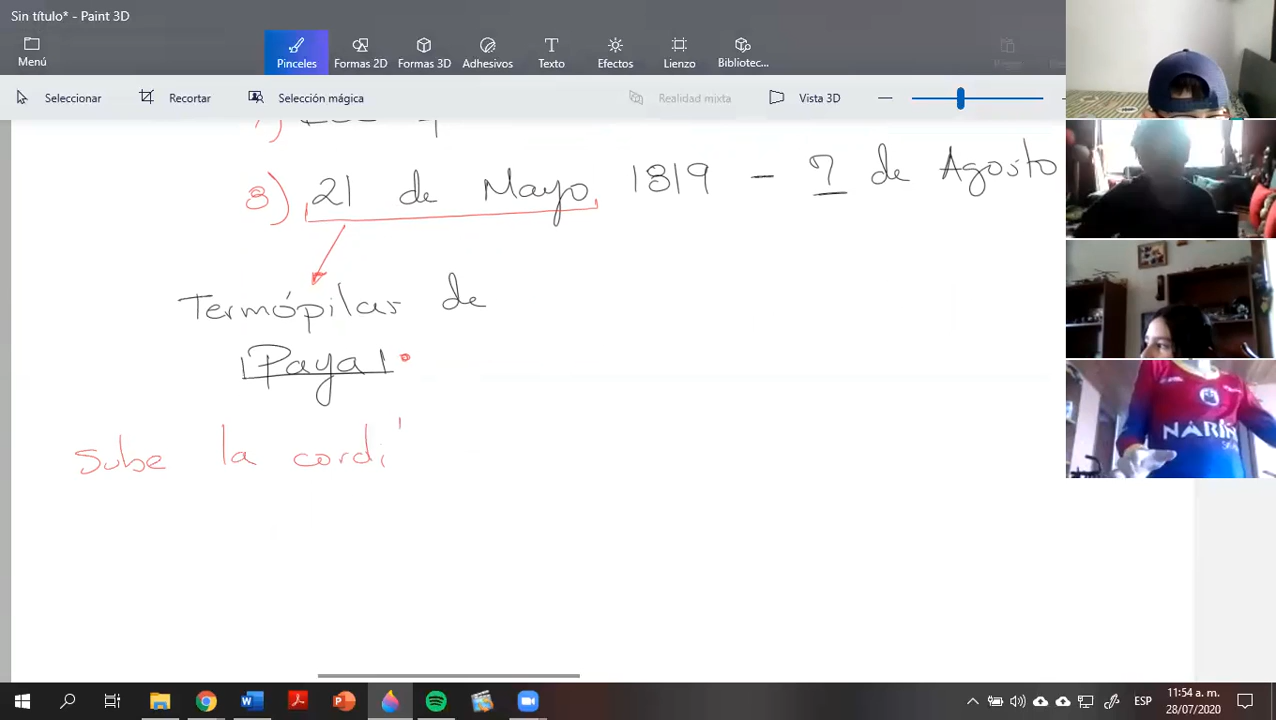 Sin título* - Paint 3D
Menú
Pinceles
Formas 2D
Formas 3D
Adhesivos
Texto
Efectos
Lienzo
Bibliotec...
Seleccionar
Recortar
Selección mágica
Realidad mixta
Vista 3D
3) 21 de Mayo 1819 - 7 de Agosto
Termópilas de
Paya
Sube la cordi
NARIÑ
ESP
11:54 a. m.
28/07/2020